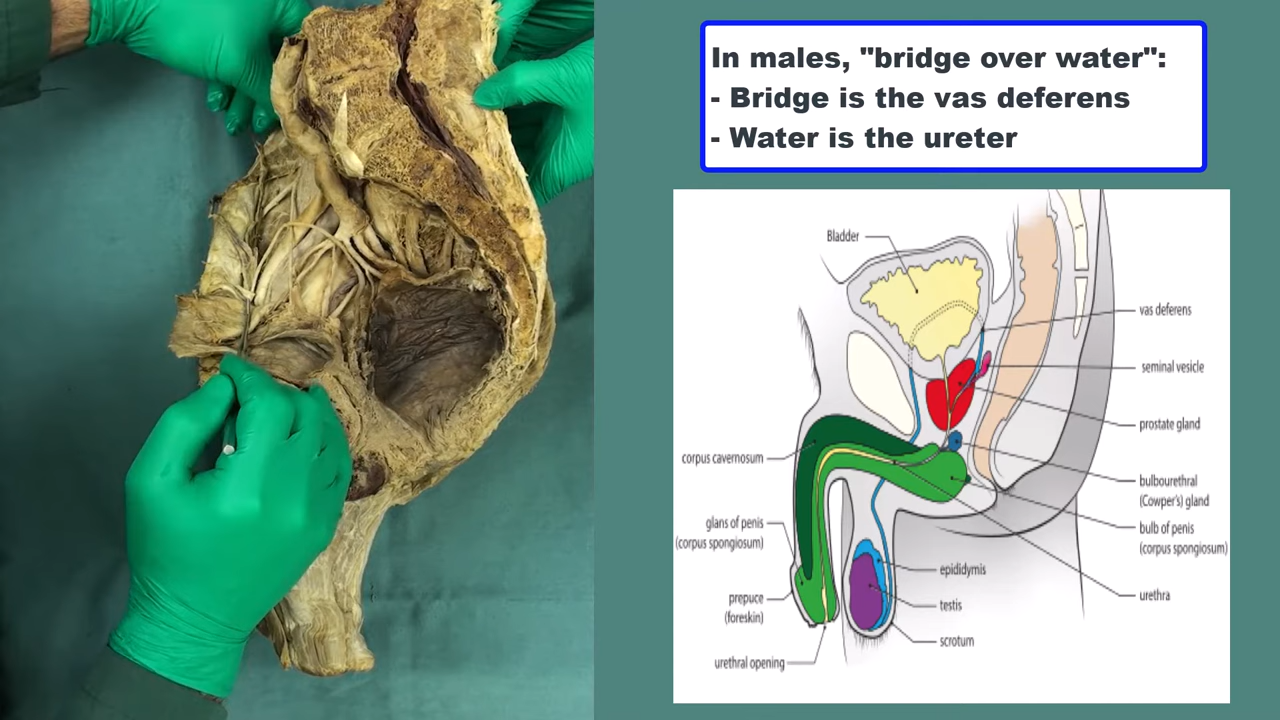 In males, "bridge over water":
- Bridge is the vas deferens
- Water is the ureter
Bladder
vas deferens
seminal vesicle
prostate gland
corpus cavernosum
bulbourethral
(Cowper's) gland
glans of penis
(corpus spongiosum)
bulb of penis
(corpus spongiosum)
epididymis
prepuce
(foreskin)
urethra
testis
scrotum
urethral opening